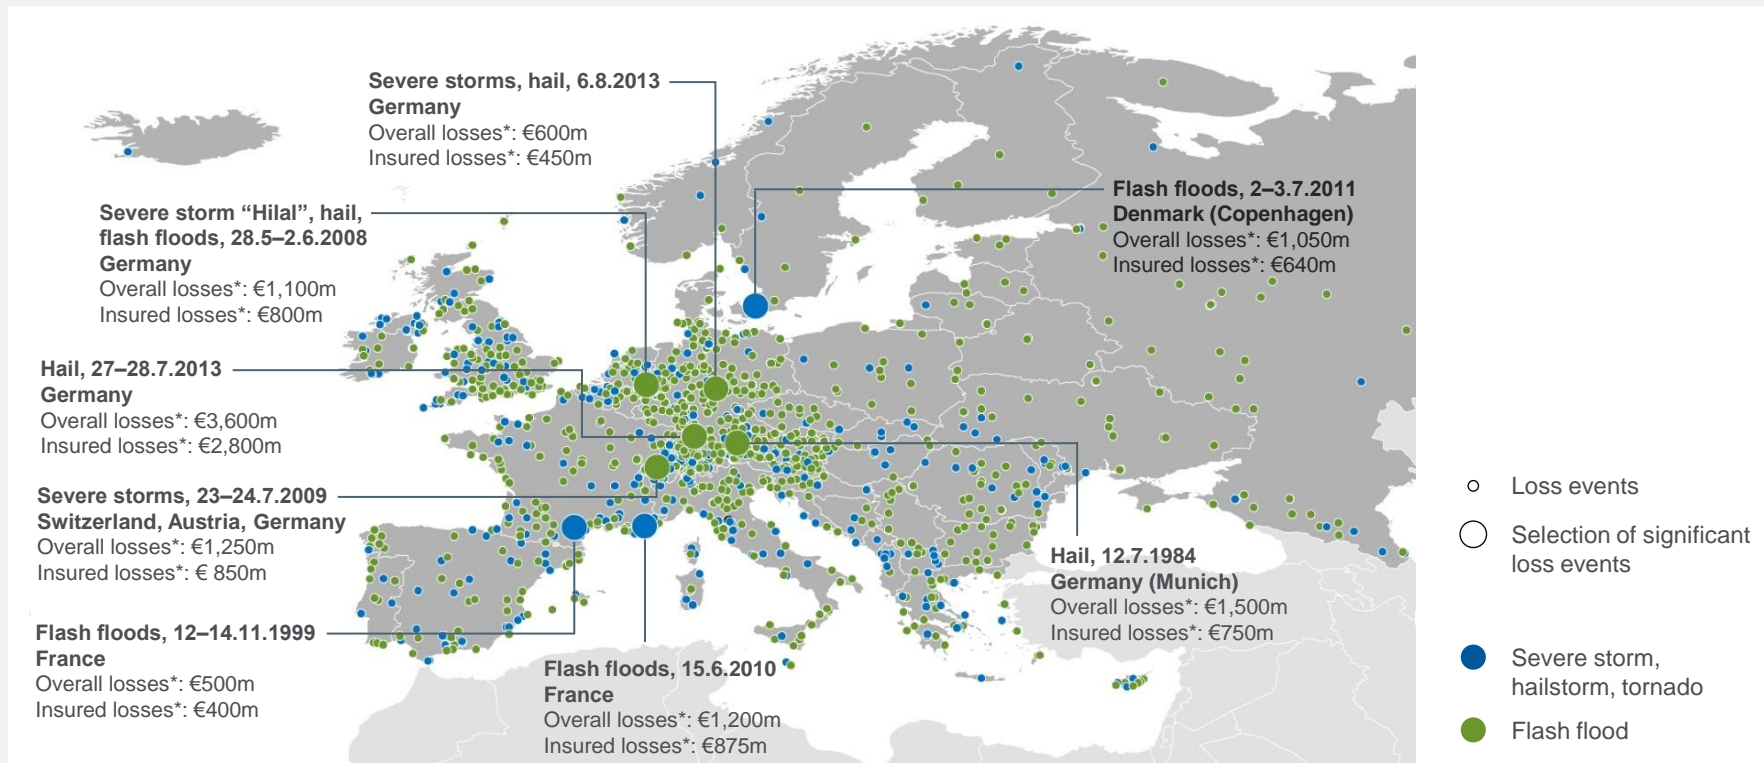 Severe storms, hail, 6.8.2013
Germany
Overall losses*: €600m
Insured losses*: €450m
Severe storm “Hilal”, hail,
flash floods, 28.5–2.6.2008
Germany
Overall losses*: €1,100m
Insured losses*: €800m
Flash floods, 2–3.7.2011
Denmark (Copenhagen)
Overall losses*: €1,050m
Insured losses*: €640m
Hail, 27–28.7.2013
Germany
Overall losses*: €3,600m
Insured losses*: €2,800m
Severe storms, 23–24.7.2009
Switzerland, Austria, Germany
Overall losses*: €1,250m
Insured losses*: € 850m
Flash floods, 12–14.11.1999
France
Overall losses*: €500m
Insured losses*: €400m
Flash floods, 15.6.2010
France
Overall losses*: €1,200m
Insured losses*: €875m
Hail, 12.7.1984
Germany (Munich)
Overall losses*: €1,500m
Insured losses*: €750m
Loss events
Selection of significant
loss events
Severe storm,
hailstorm, tornado
Flash flood